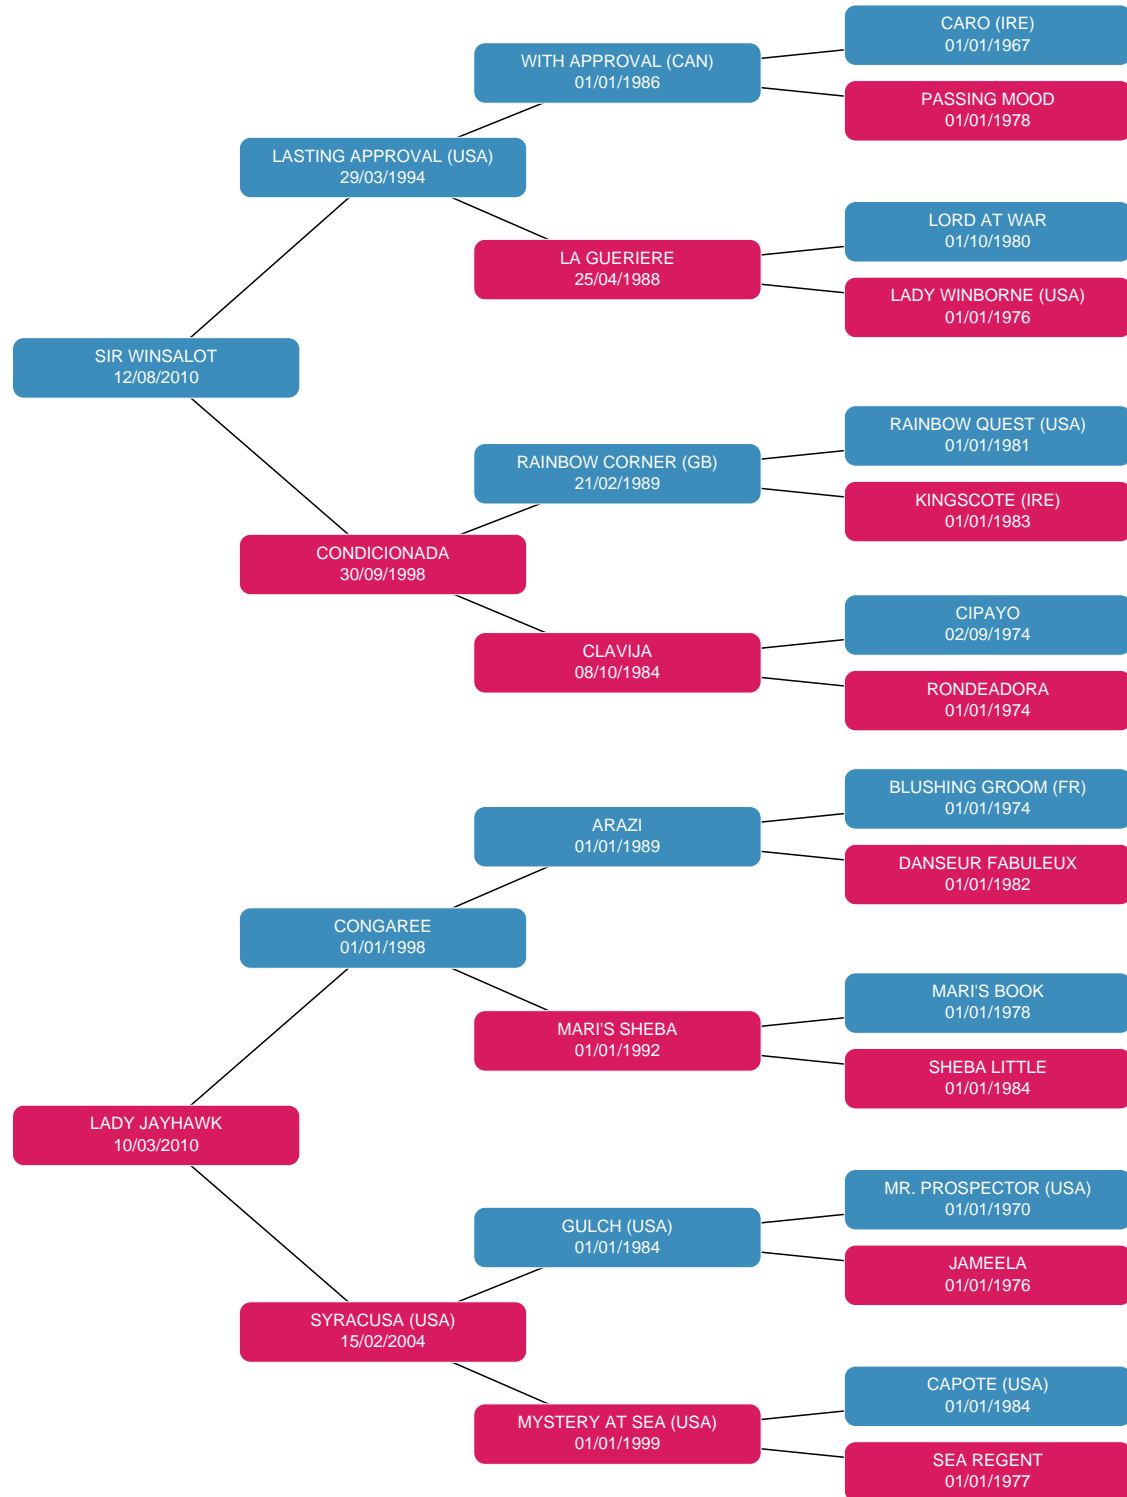 CARO (IRE)
01/01/1967
WITH APPROVAL (CAN)
01/01/1986
PASSING MOOD
01/01/1978
LASTING APPROVAL (USA)
29/03/1994
LORD AT WAR
01/10/1980
LA GUERIERE
25/04/1988
LADY WINBORNE (USA)
01/01/1976
SIR WINSALOT
12/08/2010
RAINBOW QUEST (USA)
01/01/1981
RAINBOW CORNER (GB)
21/02/1989
KINGSCOTE (IRE)
01/01/1983
CONDICIONADA
30/09/1998
CIPAYO
02/09/1974
CLAVIJA
08/10/1984
RONDEADORA
01/01/1974
BLUSHING GROOM (FR)
01/01/1974
ARAZI
01/01/1989
DANSEUR FABULEUX
01/01/1982
CONGAREE
01/01/1998
MARI'S BOOK
01/01/1978
MARI'S SHEBA
01/01/1992
SHEBA LITTLE
01/01/1984
LADY JAYHAWK
10/03/2010
MR. PROSPECTOR (USA)
01/01/1970
GULCH (USA)
01/01/1984
JAMEELA
01/01/1976
SYRACUSA (USA)
15/02/2004
CAPOTE (USA)
01/01/1984
MYSTERY AT SEA (USA)
01/01/1999
SEA REGENT
01/01/1977